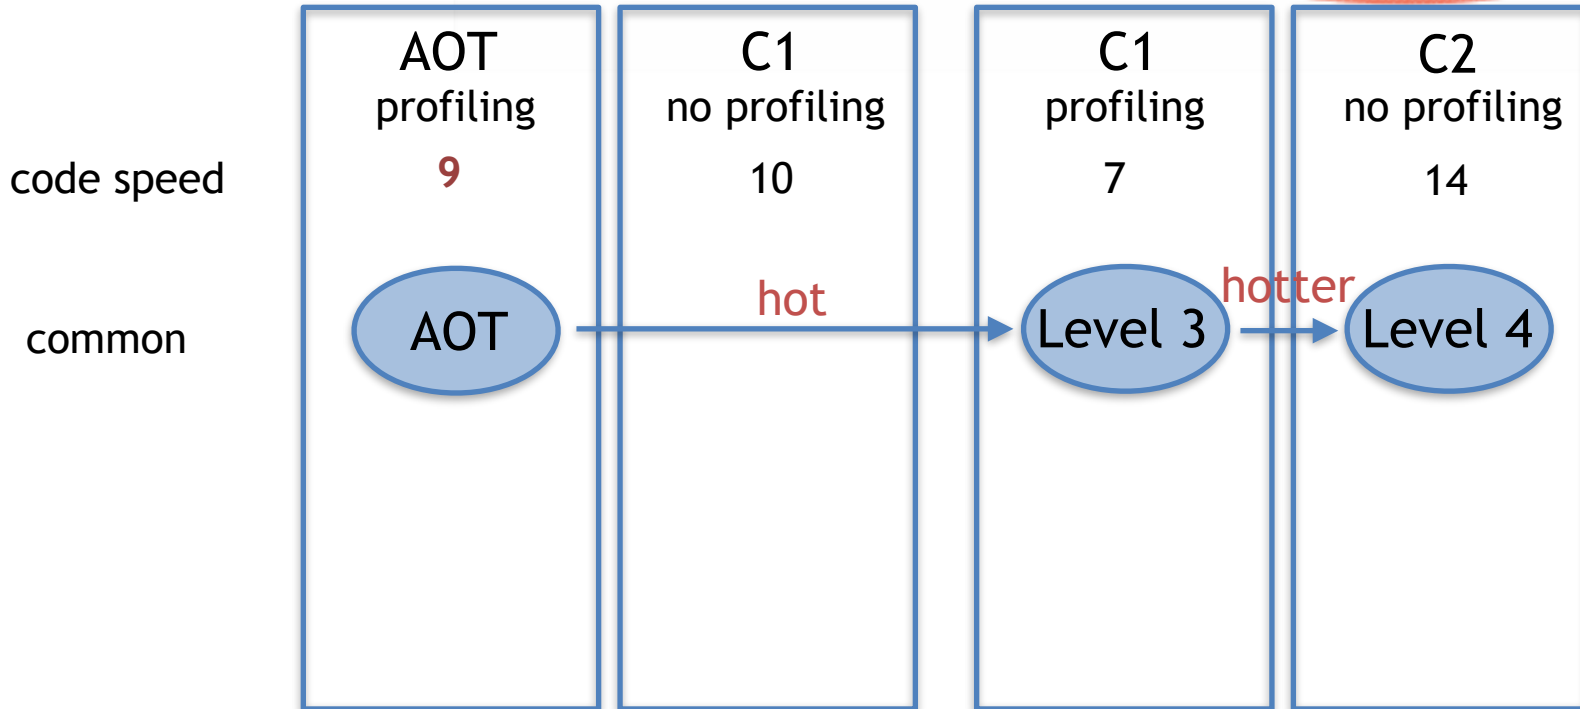 AOT
profiling
C1
no profiling
C1
profiling
C2
no profiling
code speed 9 10 7 14
common AOT hot Level 3 hotter Level 4